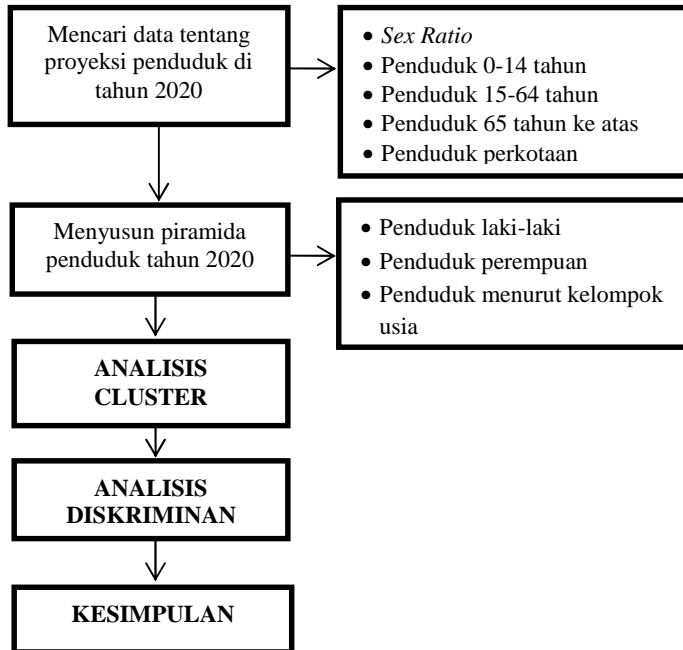 Mencari data tentang
proyeksi penduduk di
tahun 2020
• Sex Ratio
• Penduduk 0-14 tahun
• Penduduk 15-64 tahun
• Penduduk 65 tahun ke atas
• Penduduk perkotaan
Menyusun piramida
penduduk tahun 2020
• Penduduk laki-laki
• Penduduk perempuan
• Penduduk menurut kelompok
usia
ANALISIS
CLUSTER
ANALISIS
DISKRIMINAN
KESIMPULAN